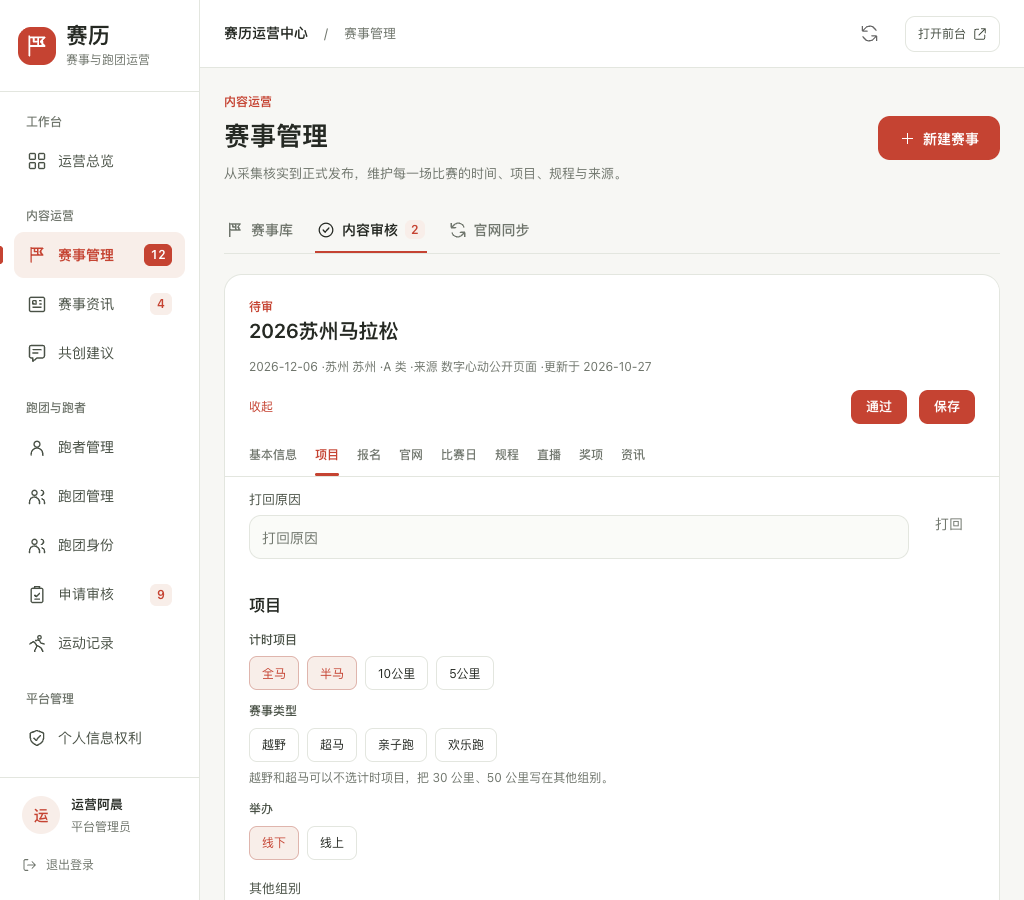 赛历
赛事与跑团运营
工作台
运营总览
内容运营
赛事管理 12
赛事资讯 4
共创建议
跑团与跑者
跑者管理
跑团管理
跑团身份
申请审核 9
运动记录
平台管理
个人信息权利
运 运营阿晨
平台管理员
退出登录
赛历运营中心 / 赛事管理
打开前台
内容运营
赛事管理
从采集核实到正式发布，维护每一场比赛的时间、项目、规程与来源。
新建赛事
赛事库 内容审核 2 官网同步
待审
2026苏州马拉松
2026-12-06 ·苏州 苏州 ·A 类 ·来源 数字心动公开页面 ·更新于 2026-10-27
收起 通过 保存
基本信息 项目 报名 官网 比赛日 规程 直播 奖项 资讯
打回原因
打回原因 打回
项目
计时项目
全马 半马 10公里 5公里
赛事类型
越野 超马 亲子跑 欢乐跑
越野和超马可以不选计时项目，把 30 公里、50 公里写在其他组别。
举办
线下 线上
其他组别